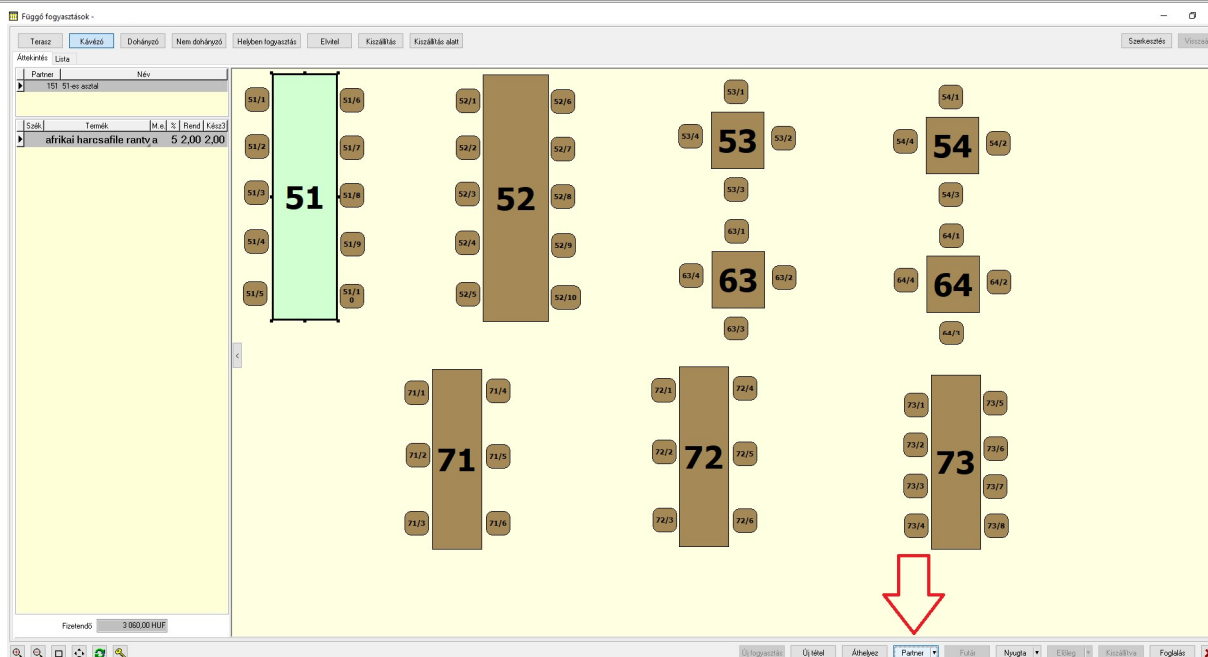 Függő fogyasztások -
Terasz Kávézó Dohányzó Nem dohányzó Helyben fogyasztás Elvitel Kiszállítás Kiszállítás alatt Szerkesztés
Áttekintés Lista
Partner Név
151 51-es asztal
Szék Termék M.e. % Rend Kész3
afrikai harcsafile rantv a 5 2,00 2,00
51/1 51/6 52/1 52/6 53/1 54/1
51/2 51/7 52/2 52/7 53/4 53 53/2 54/4 54 54/2
51/3 51 51/8 52/3 52 52/8 53/3 54/3
51/4 51/9 52/4 52/9 63/1 64/1
51/5 51/10 52/5 52/10 63/4 63 63/2 64/4 64 64/2
63/3 64/3
<
71/1 71/4 72/1 72/4 73/1 73/5
71/2 71 71/5 72/2 72 72/5 73/2 73 73/6
73/3 73/7
71/3 71/6 72/3 72/6 73/4 73/8
Fizetendő 3 060,00 HUF
Új fogyasztás Új tétel Áthelyez Partner Futár Nyugta Előleg Kiszállítva Foglalás